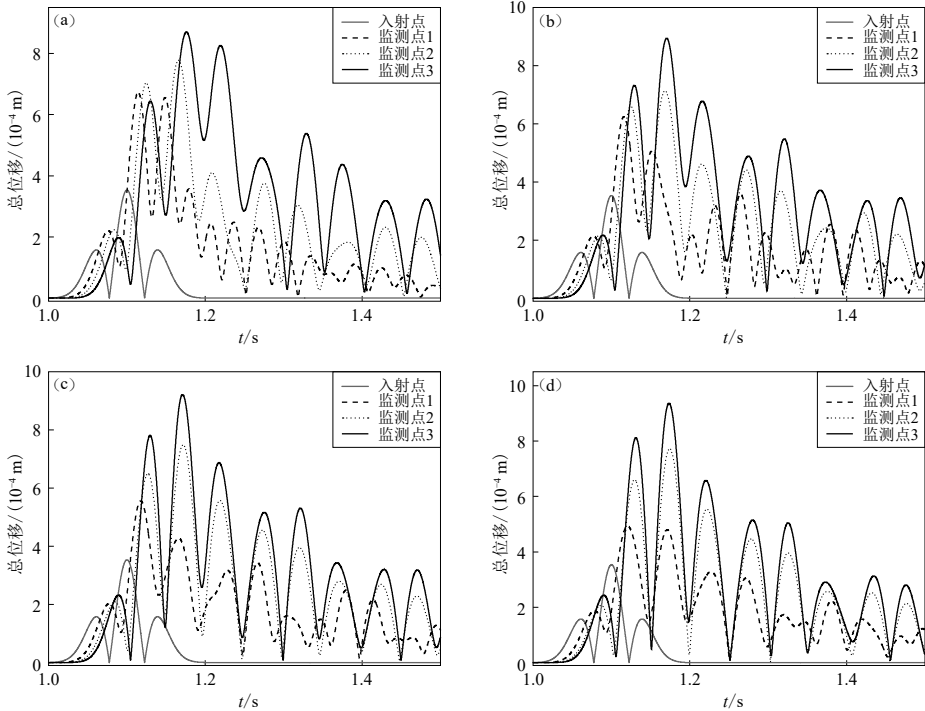 (a)
入射点
监测点1
监测点2
监测点3
总位移/(10⁻⁴ m)
8
6
4
2
0
1.0
1.2
1.4
t/s
(b)
入射点
监测点1
监测点2
监测点3
总位移/(10⁻⁴ m)
10
8
6
4
2
0
1.0
1.2
1.4
t/s
(c)
入射点
监测点1
监测点2
监测点3
总位移/(10⁻⁴ m)
8
6
4
2
0
1.0
1.2
1.4
t/s
(d)
入射点
监测点1
监测点2
监测点3
总位移/(10⁻⁴ m)
10
8
6
4
2
0
1.0
1.2
1.4
t/s